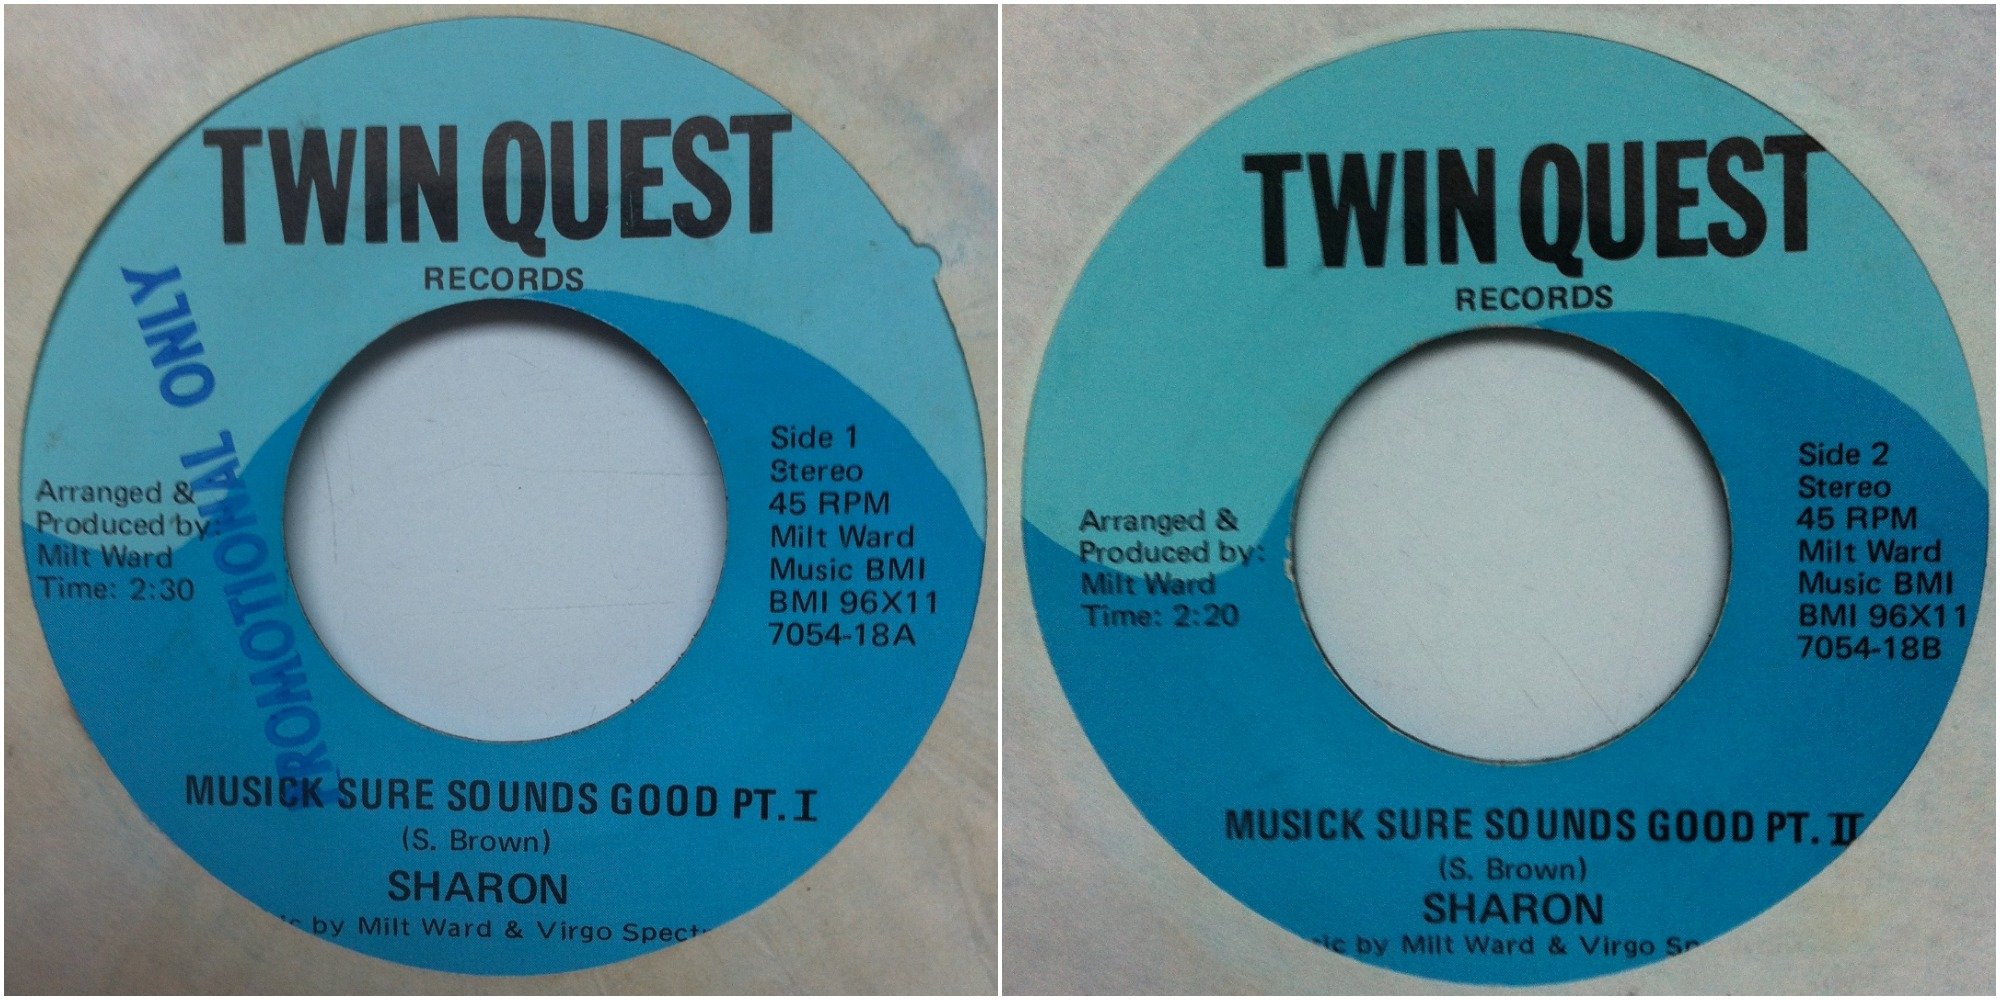 TWIN QUEST
RECORDS
PROMOTIONAL ONLY
Arranged &
Produced by:
Milt Ward
Time: 2:30
Side 1
Stereo
45 RPM
Milt Ward
Music BMI
BMI 96X11
7054-18A
MUSICK SURE SOUNDS GOOD PT. I
(S. Brown)
SHARON
by Milt Ward & Virgo
TWIN QUEST
RECORDS
Arranged &
Produced by:
Milt Ward
Time: 2:20
Side 2
Stereo
45 RPM
Milt Ward
Music BMI
BMI 96X11
7054-18B
MUSICK SURE SOUNDS GOOD PT. II
(S. Brown)
SHARON
by Milt Ward & Virgo